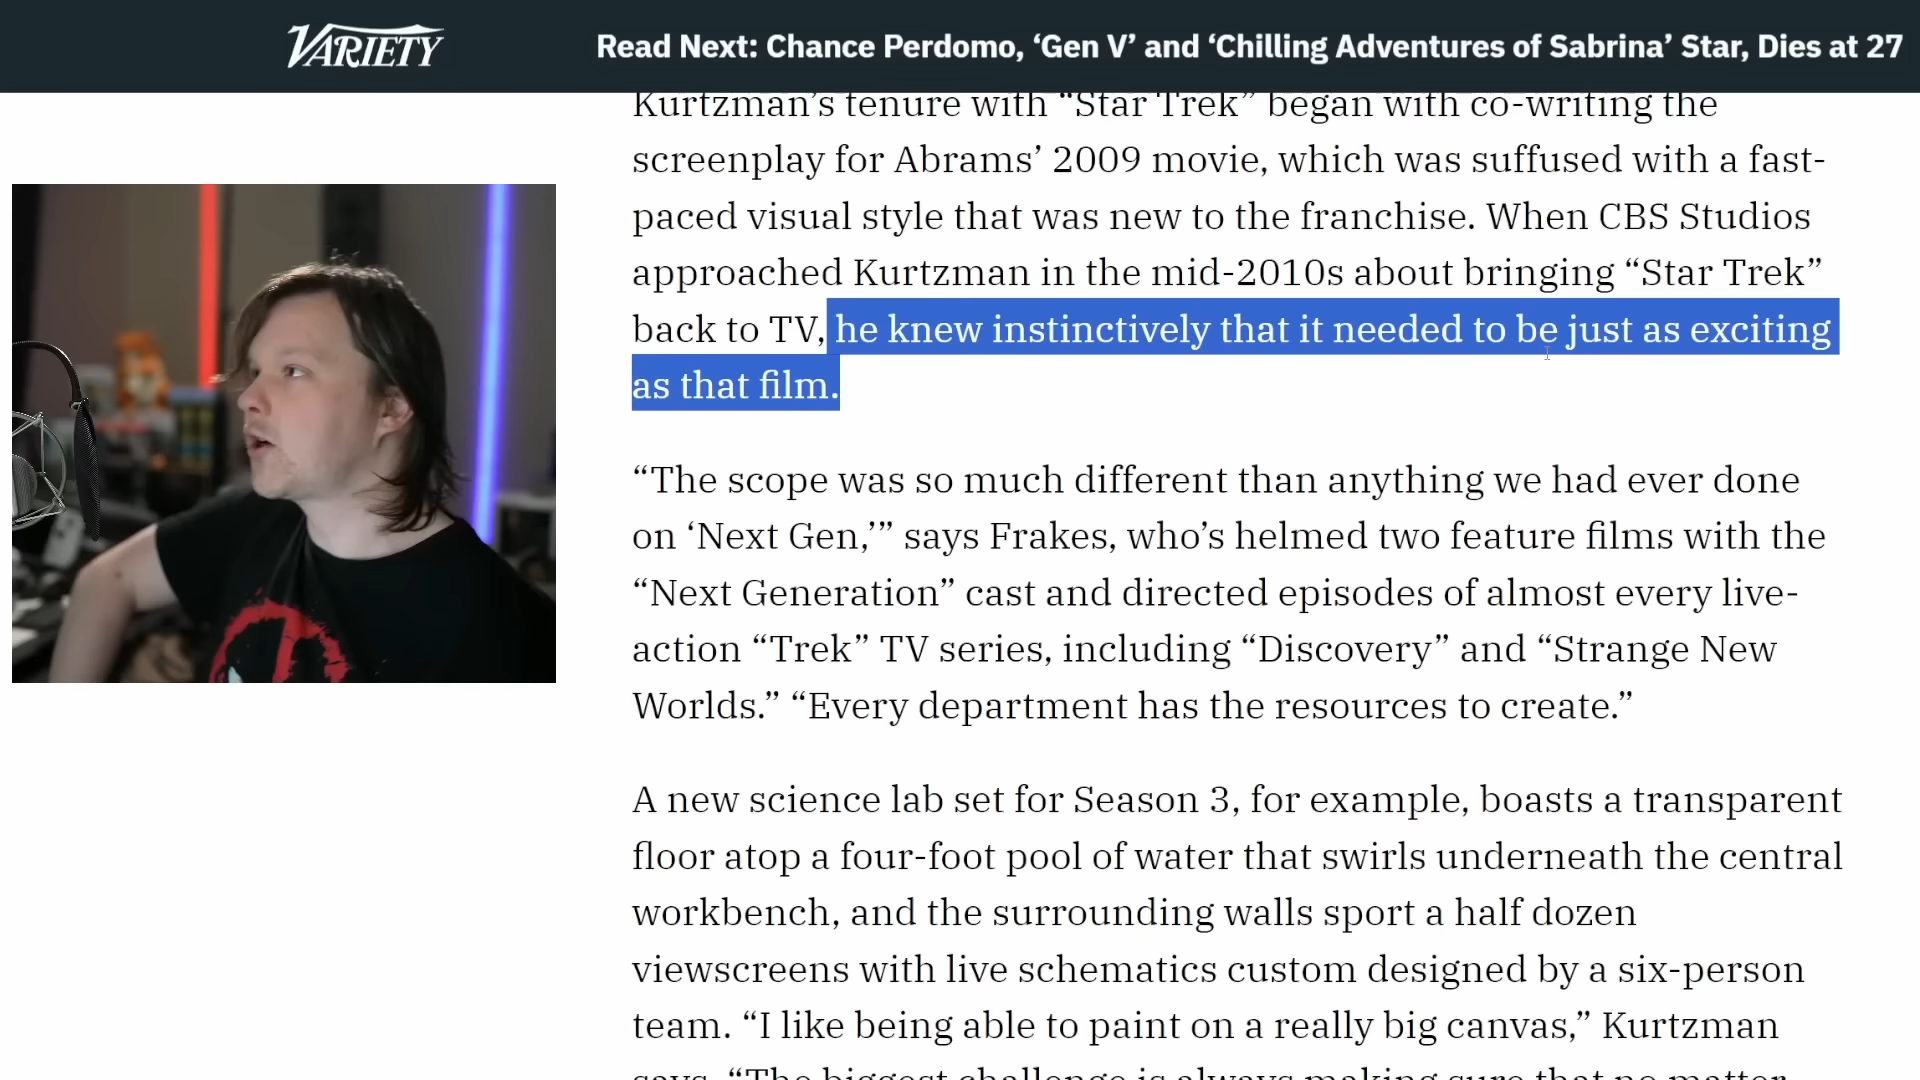 VARIETY
Read Next: Chance Perdomo, ‘Gen V’ and ‘Chilling Adventures of Sabrina’ Star, Dies at 27
Kurtzman’s tenure with “Star Trek” began with co-writing the
screenplay for Abrams’ 2009 movie, which was suffused with a fast-
paced visual style that was new to the franchise. When CBS Studios
approached Kurtzman in the mid-2010s about bringing “Star Trek”
back to TV, he knew instinctively that it needed to be just as exciting
as that film.
“The scope was so much different than anything we had ever done
on ‘Next Gen,’” says Frakes, who’s helmed two feature films with the
“Next Generation” cast and directed episodes of almost every live-
action “Trek” TV series, including “Discovery” and “Strange New
Worlds.” “Every department has the resources to create.”
A new science lab set for Season 3, for example, boasts a transparent
floor atop a four-foot pool of water that swirls underneath the central
workbench, and the surrounding walls sport a half dozen
viewscreens with live schematics custom designed by a six-person
team. “I like being able to paint on a really big canvas,” Kurtzman
says. “The biggest challenge is always making sure that no matter